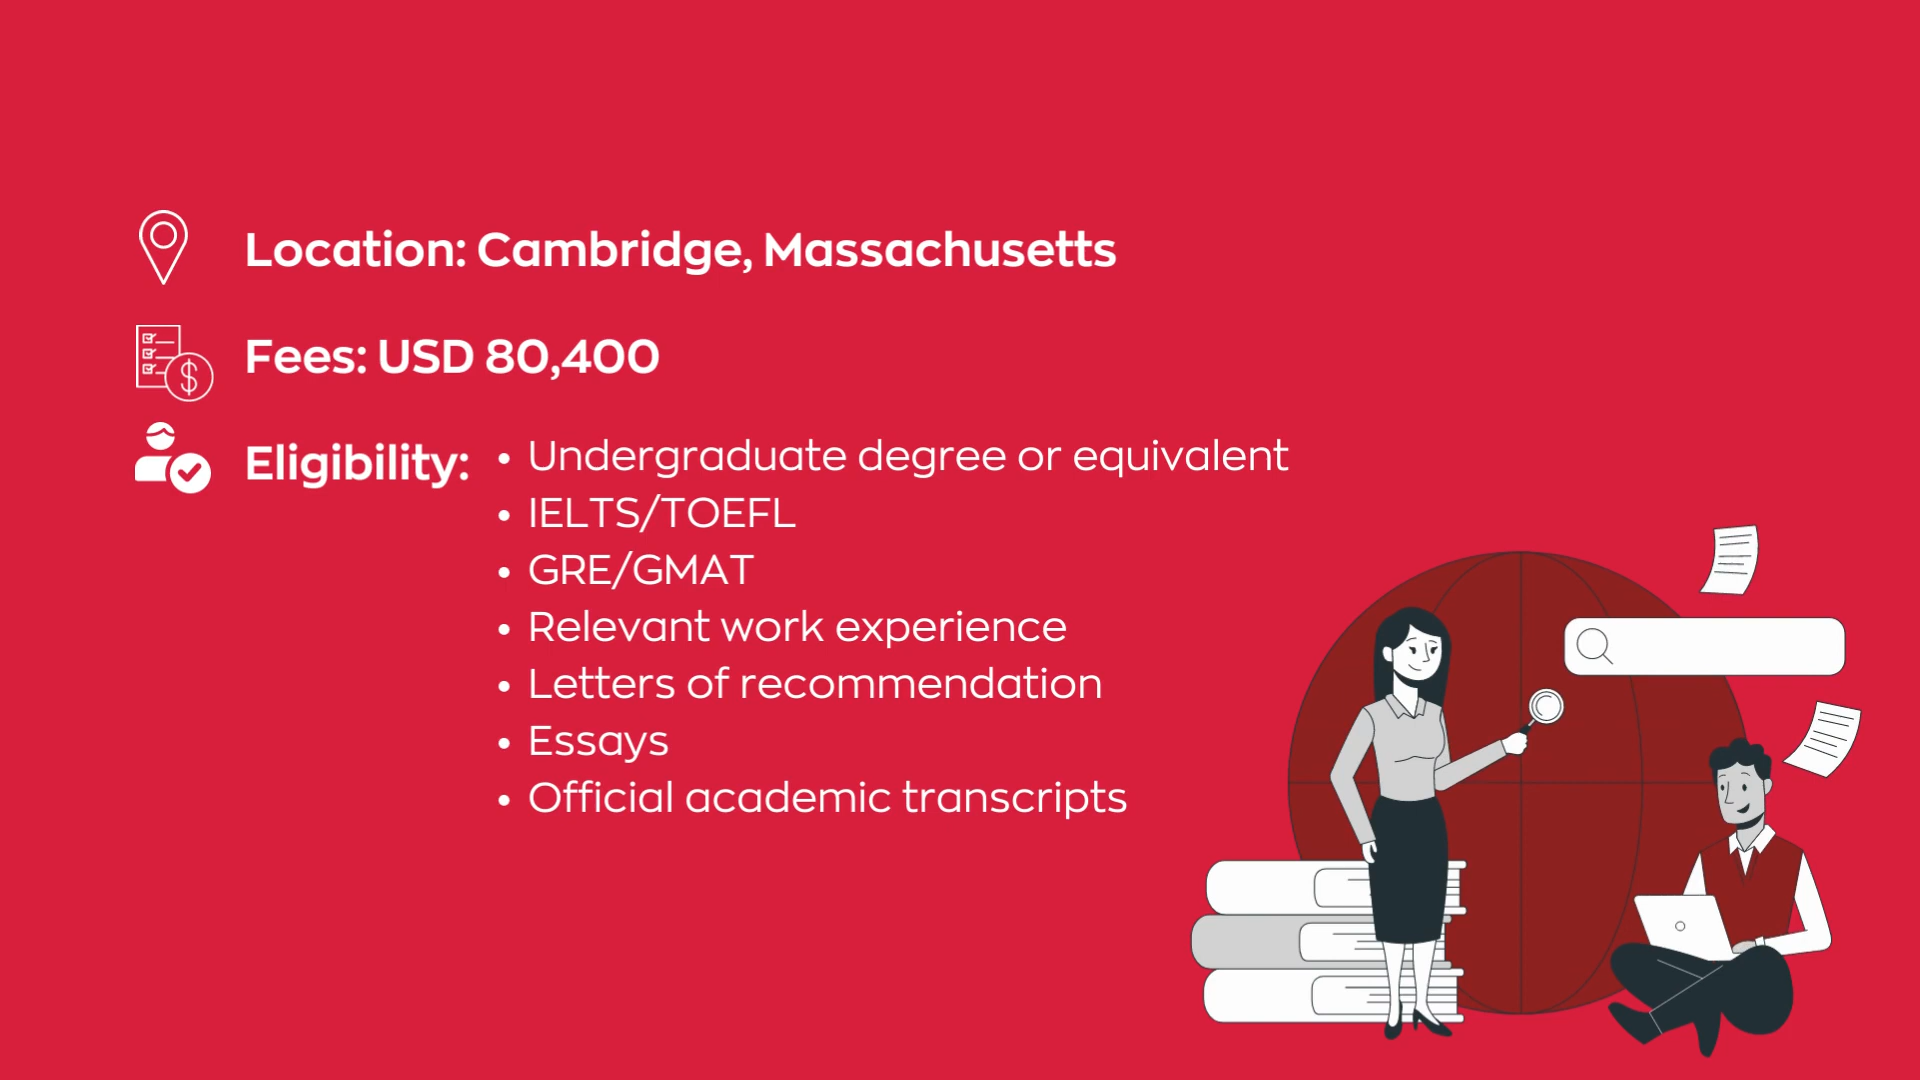 Location: Cambridge, Massachusetts
Fees: USD 80,400
Eligibility:
• Undergraduate degree or equivalent
• IELTS/TOEFL
• GRE/GMAT
• Relevant work experience
• Letters of recommendation
• Essays
• Official academic transcripts